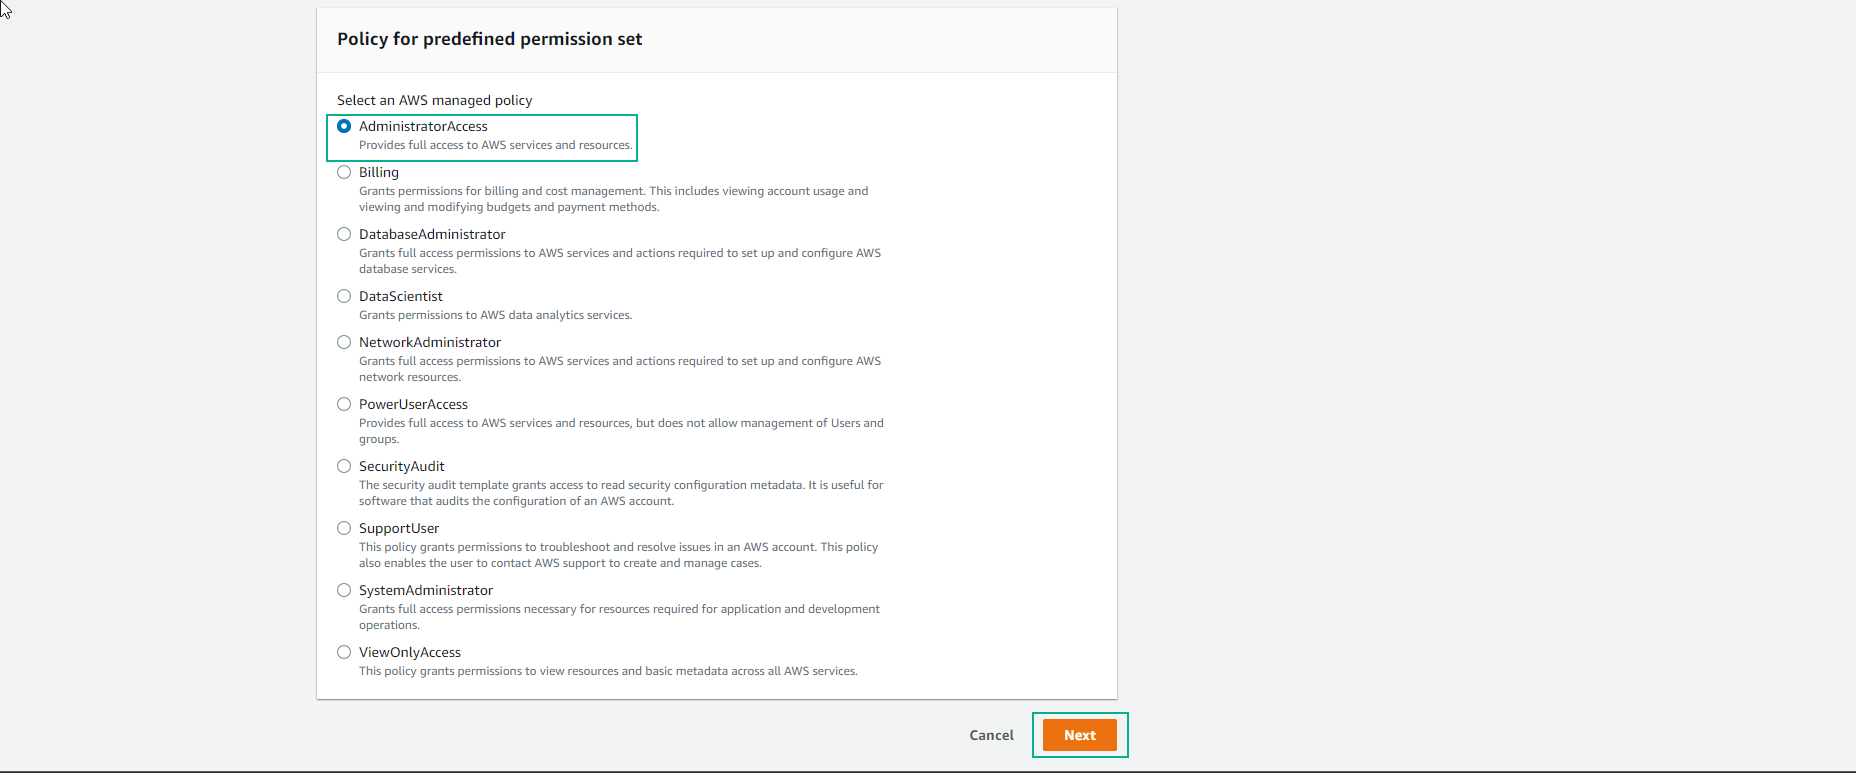 Policy for predefined permission set
Select an AWS managed policy
AdministratorAccess
Provides full access to AWS services and resources.
Billing
Grants permissions for billing and cost management. This includes viewing account usage and
viewing and modifying budgets and payment methods.
DatabaseAdministrator
Grants full access permissions to AWS services and actions required to set up and configure AWS
database services.
DataScientist
Grants permissions to AWS data analytics services.
NetworkAdministrator
Grants full access permissions to AWS services and actions required to set up and configure AWS
network resources.
PowerUserAccess
Provides full access to AWS services and resources, but does not allow management of Users and
groups.
SecurityAudit
The security audit template grants access to read security configuration metadata. It is useful for
software that audits the configuration of an AWS account.
SupportUser
This policy grants permissions to troubleshoot and resolve issues in an AWS account. This policy
also enables the user to contact AWS support to create and manage cases.
SystemAdministrator
Grants full access permissions necessary for resources required for application and development
operations.
ViewOnlyAccess
This policy grants permissions to view resources and basic metadata across all AWS services.
Cancel
Next